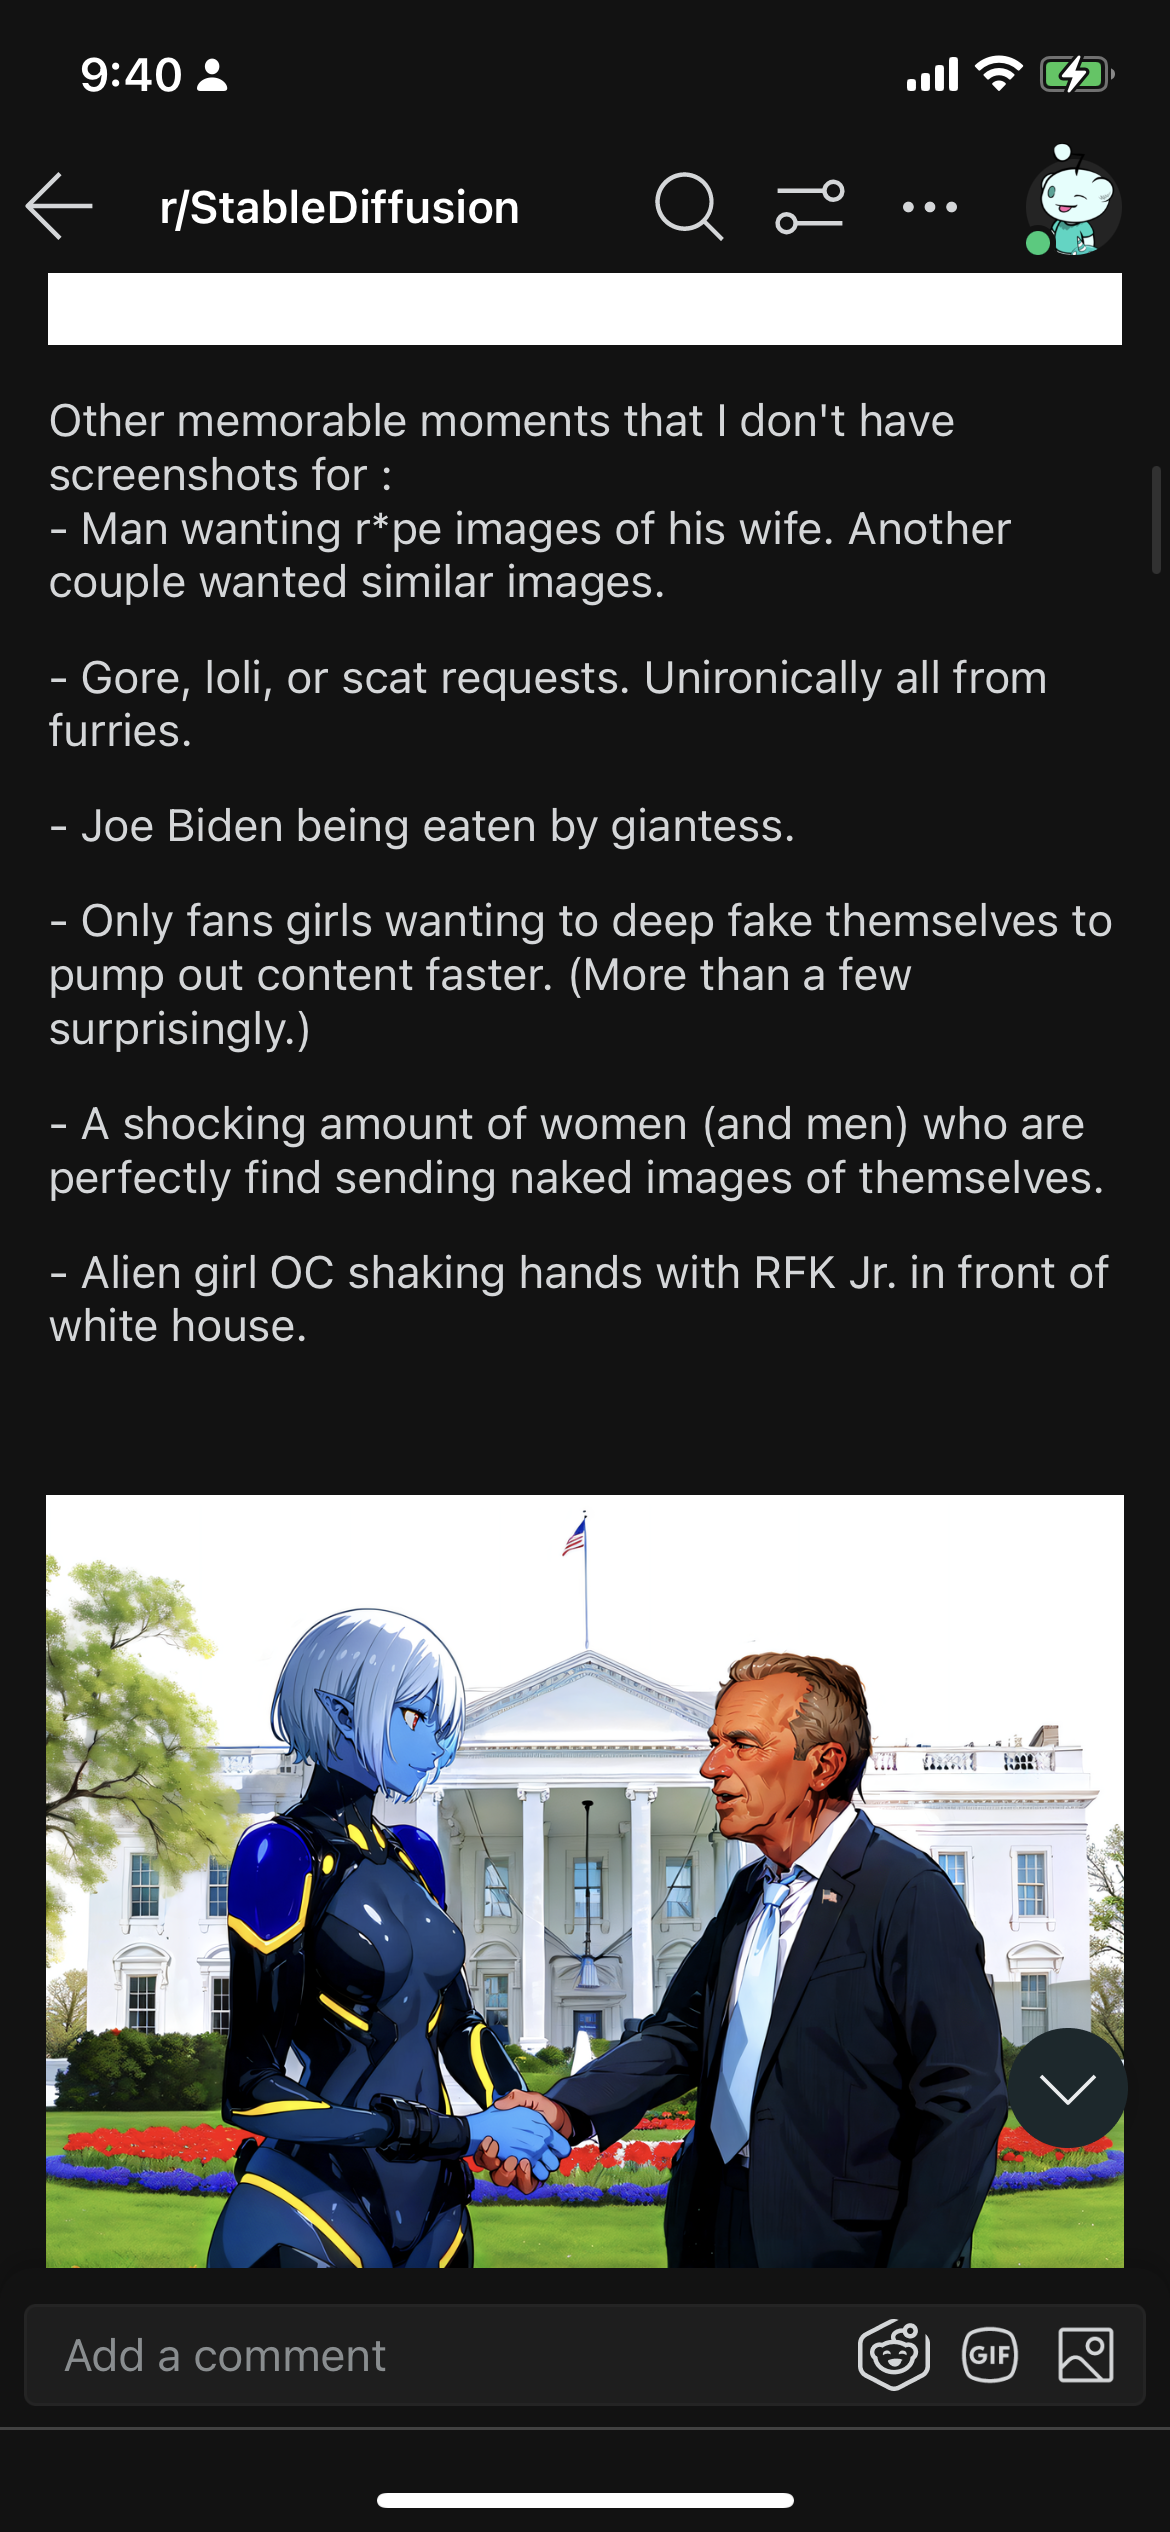 9:40
r/StableDiffusion
Other memorable moments that I don't have
screenshots for :
- Man wanting r*pe images of his wife. Another
couple wanted similar images.
- Gore, loli, or scat requests. Unironically all from
furries.
- Joe Biden being eaten by giantess.
- Only fans girls wanting to deep fake themselves to
pump out content faster. (More than a few
surprisingly.)
- A shocking amount of women (and men) who are
perfectly find sending naked images of themselves.
- Alien girl OC shaking hands with RFK Jr. in front of
white house.
Add a comment
GIF